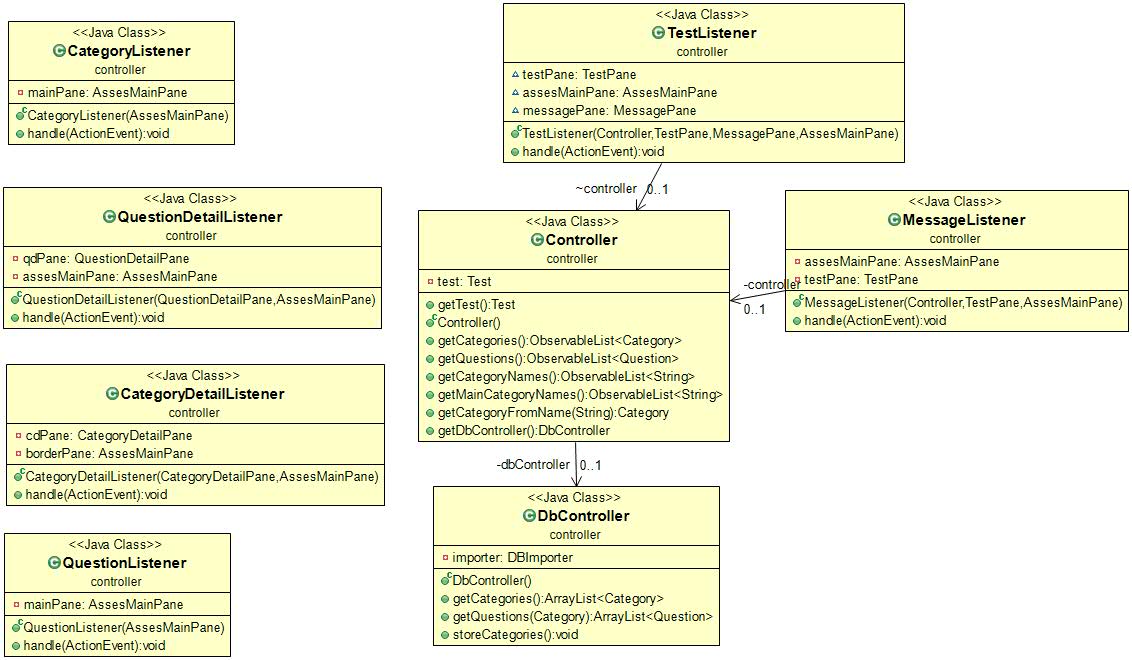 <<Java Class>>
CategoryListener
controller
mainPane: AssesMainPane
CategoryListener(AssesMainPane)
handle(ActionEvent):void
<<Java Class>>
QuestionDetailListener
controller
qdPane: QuestionDetailPane
assesMainPane: AssesMainPane
QuestionDetailListener(QuestionDetailPane,AssesMainPane)
handle(ActionEvent):void
<<Java Class>>
CategoryDetailListener
controller
cdPane: CategoryDetailPane
borderPane: AssesMainPane
CategoryDetailListener(CategoryDetailPane,AssesMainPane)
handle(ActionEvent):void
<<Java Class>>
QuestionListener
controller
mainPane: AssesMainPane
QuestionListener(AssesMainPane)
handle(ActionEvent):void
<<Java Class>>
TestListener
controller
testPane: TestPane
assesMainPane: AssesMainPane
messagePane: MessagePane
TestListener(Controller,TestPane,MessagePane,AssesMainPane)
handle(ActionEvent):void
~controller 0..1
<<Java Class>>
Controller
controller
test: Test
getTest():Test
Controller()
getCategories():ObservableList<Category>
getQuestions():ObservableList<Question>
getCategoryNames():ObservableList<String>
getMainCategoryNames():ObservableList<String>
getCategoryFromName(String):Category
getDbController():DbController
-dbController 0..1
<<Java Class>>
DbController
controller
importer: DBImporter
DbController()
getCategories():ArrayList<Category>
getQuestions(Category):ArrayList<Question>
storeCategories():void
<<Java Class>>
MessageListener
controller
assesMainPane: AssesMainPane
testPane: TestPane
MessageListener(Controller,TestPane,AssesMainPane)
handle(ActionEvent):void
-controller
0..1